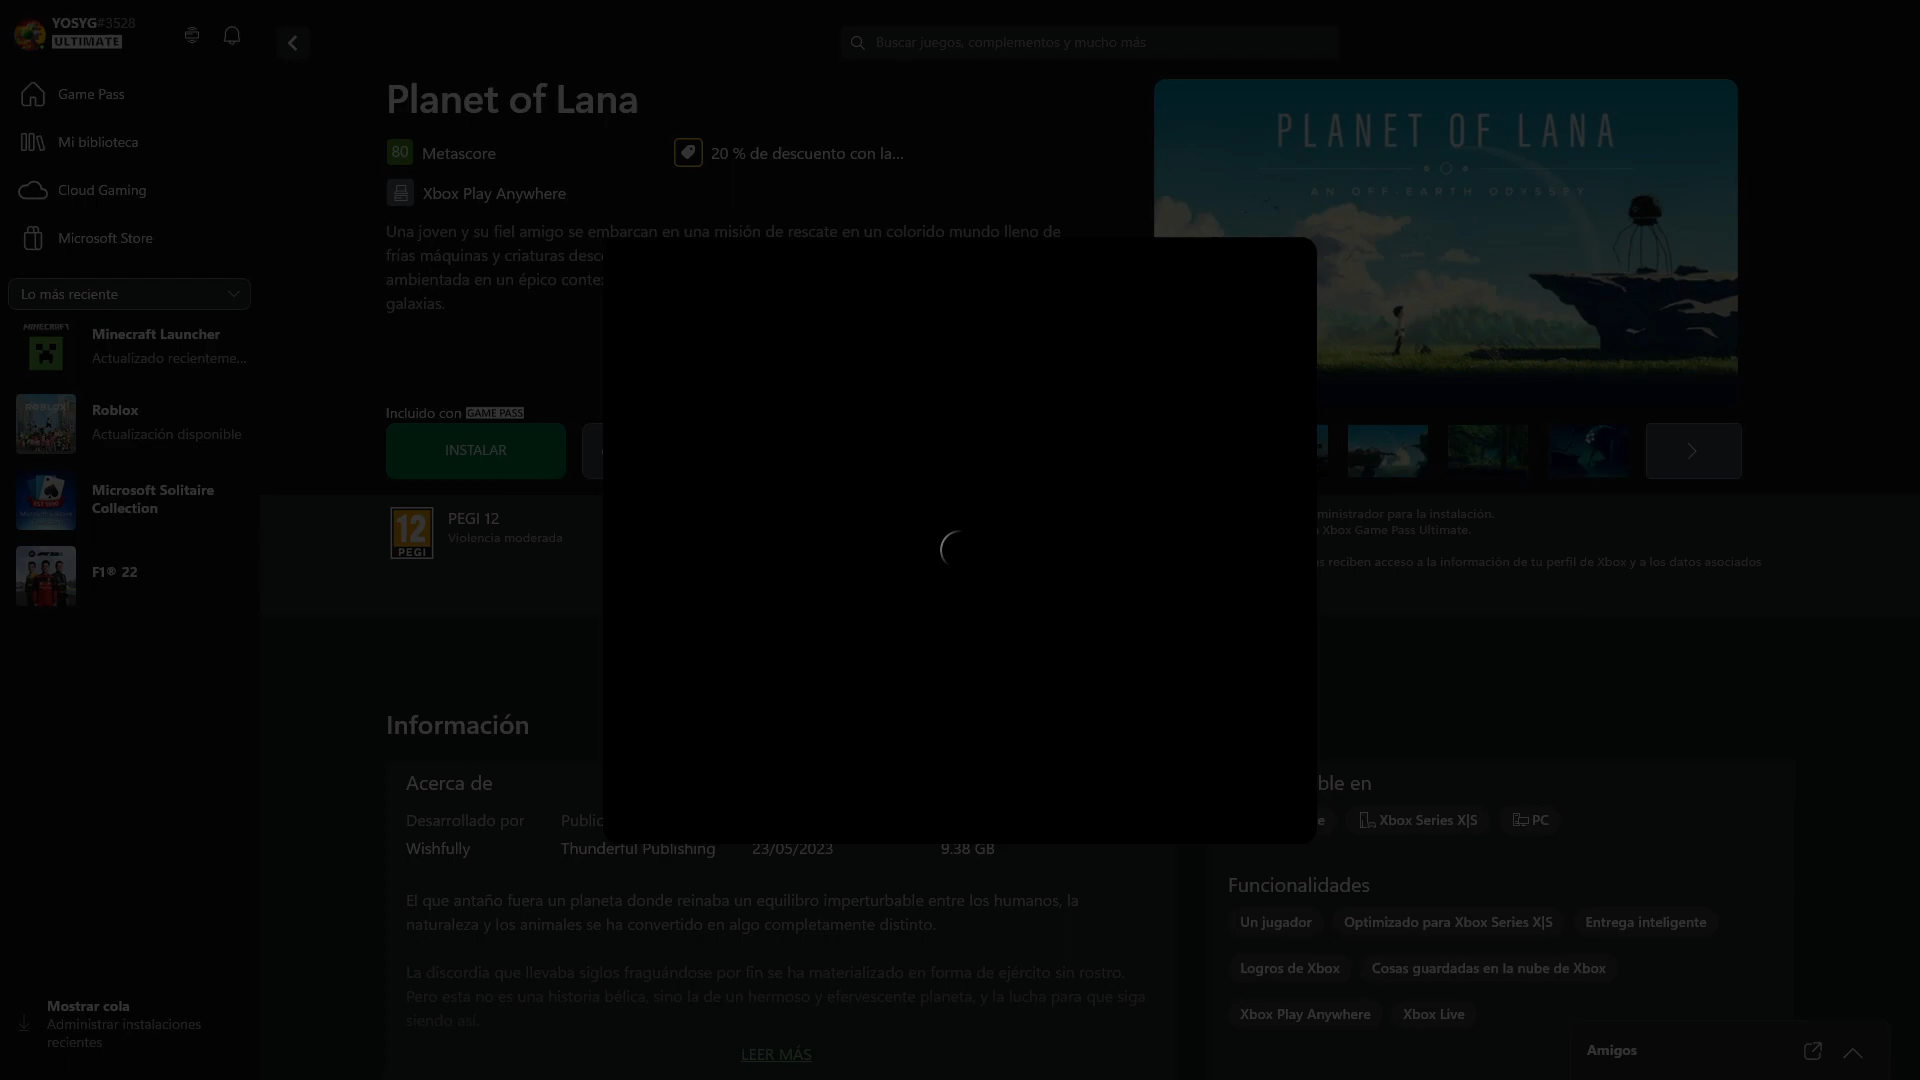 YOSYG#3528
ULTIMATE
Buscar juegos, complementos y mucho más
Game Pass
Mi biblioteca
Cloud Gaming
Microsoft Store
Lo más reciente
MINECRAFT
Minecraft Launcher
Actualizado recienteme...
ROBLOX
Roblox
Actualización disponible
Microsoft Solitaire
Collection
F1® 22
Mostrar cola
Administrar instalaciones
recientes
Planet of Lana
80 Metascore
20 % de descuento con la...
Xbox Play Anywhere
Una joven y su fiel amigo se embarcan en una misión de rescate en un colorido mundo lleno de
frías máquinas y criaturas desc
ambientada en un épico conte
galaxias.
PLANET OF LANA
AN OFF EARTH ODYSSEY
Incluido con GAME PASS
INSTALAR
12
PEGI
PEGI 12
Violencia moderada
ministrador para la instalación.
Xbox Game Pass Ultimate.
s reciben acceso a la información de tu perfil de Xbox y a los datos asociados
Información
Acerca de
Desarrollado por
Public
Wishfully
Thunderful Publishing
23/05/2023
9.38 GB
El que antaño fuera un planeta donde reinaba un equilibro imperturbable entre los humanos, la
naturaleza y los animales se ha convertido en algo completamente distinto.
La discordia que llevaba siglos fraguándose por fin se ha materializado en forma de ejército sin rostro.
Pero esta no es una historia bélica, sino la de un hermoso y efervescente planeta, y la lucha para que siga
siendo así.
LEER MÁS
ble en
e
Xbox Series X|S
PC
Funcionalidades
Un jugador
Optimizado para Xbox Series X|S
Entrega inteligente
Logros de Xbox
Cosas guardadas en la nube de Xbox
Xbox Play Anywhere
Xbox Live
Amigos